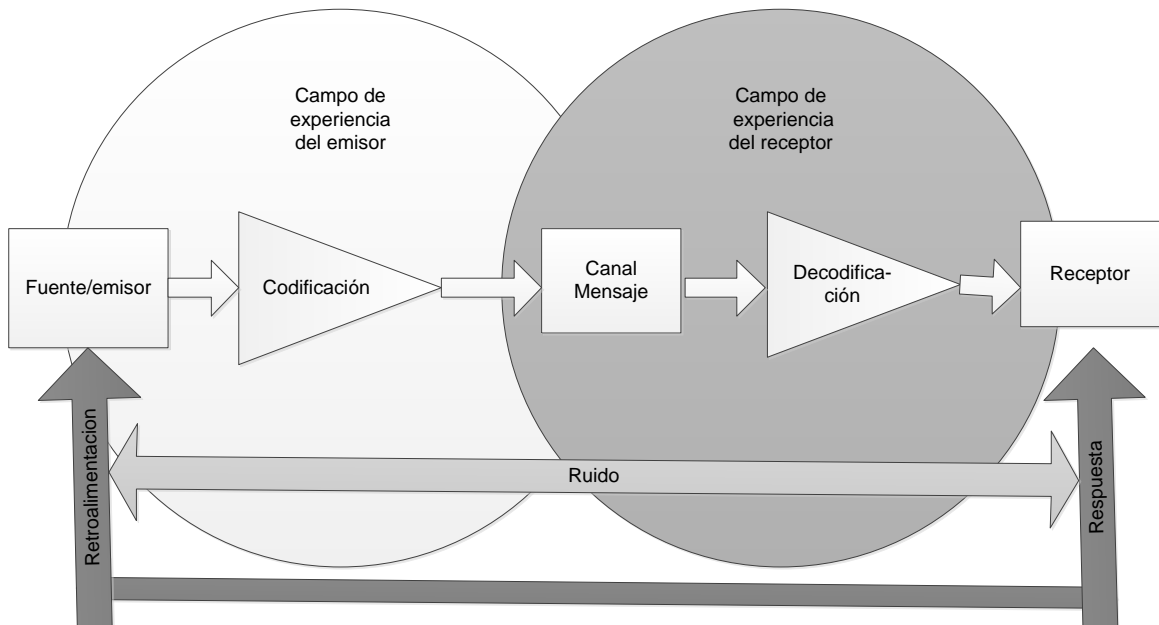 Campo de
experiencia
del emisor
Campo de
experiencia
del receptor
Fuente/emisor
Codificación
Canal
Mensaje
Decodifica-
ción
Receptor
Retroalimentacion
Ruido
Respuesta